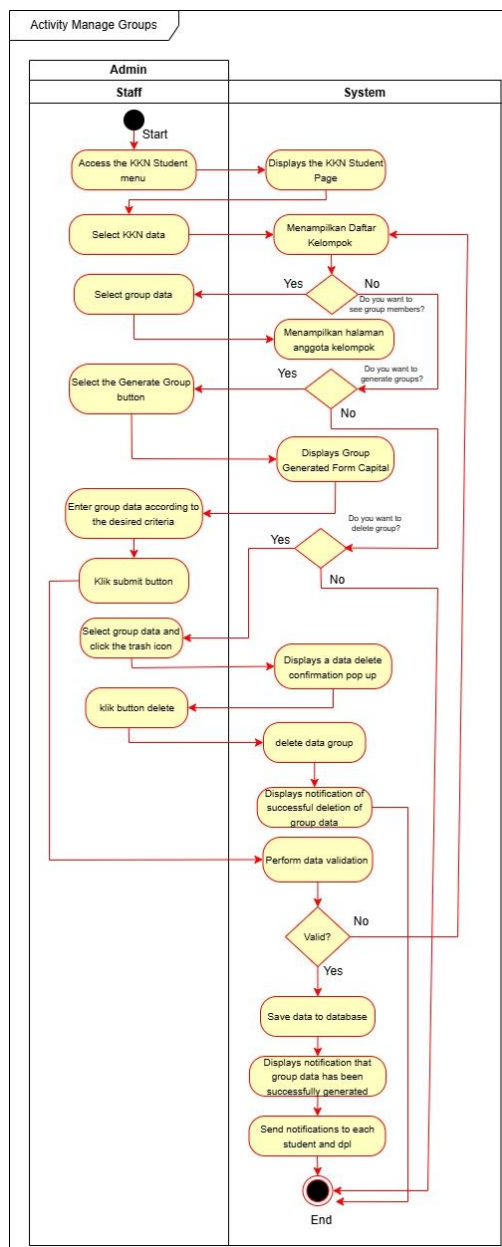 Activity Manage Groups
Admin
Staff
System
Start
Access the KKN Student
menu
Displays the KKN Student
Page
Select KKN data
Menampilkan Daftar
Kelompok
Yes
No
Do you want to
see group members?
Select group data
Menampilkan halaman
anggota kelompok
Select the Generate Group
button
Yes
Do you want to
generate groups?
No
Displays Group
Generated Form Capital
Enter group data according to
the desired criteria
Do you want to
delete group?
Yes
Klik submit button
No
Select group data and
click the trash icon
Displays a data delete
confirmation pop up
klik button delete
delete data group
Displays notification of
successful deletion of
group data
Perform data validation
Valid?
No
Yes
Save data to database
Displays notification that
group data has been
successfully generated
Send notifications to each
student and dpl
End